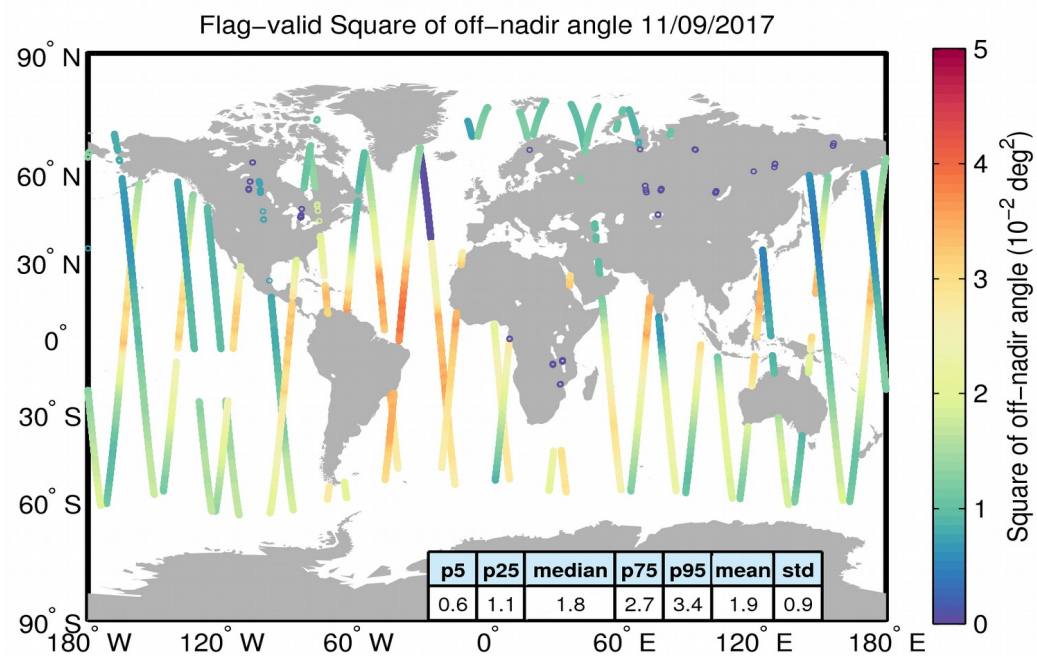 Flag−valid Square of off−nadir angle 11/09/2017
90° N
60° N
30° N
0°
30° S
60° S
90° S
180° W
120° W
60° W
0°
60° E
120° E
180° E
5
4
3
2
1
0
Square of off−nadir angle (10⁻² deg²)
p5 p25 median p75 p95 mean std
0.6 1.1 1.8 2.7 3.4 1.9 0.9